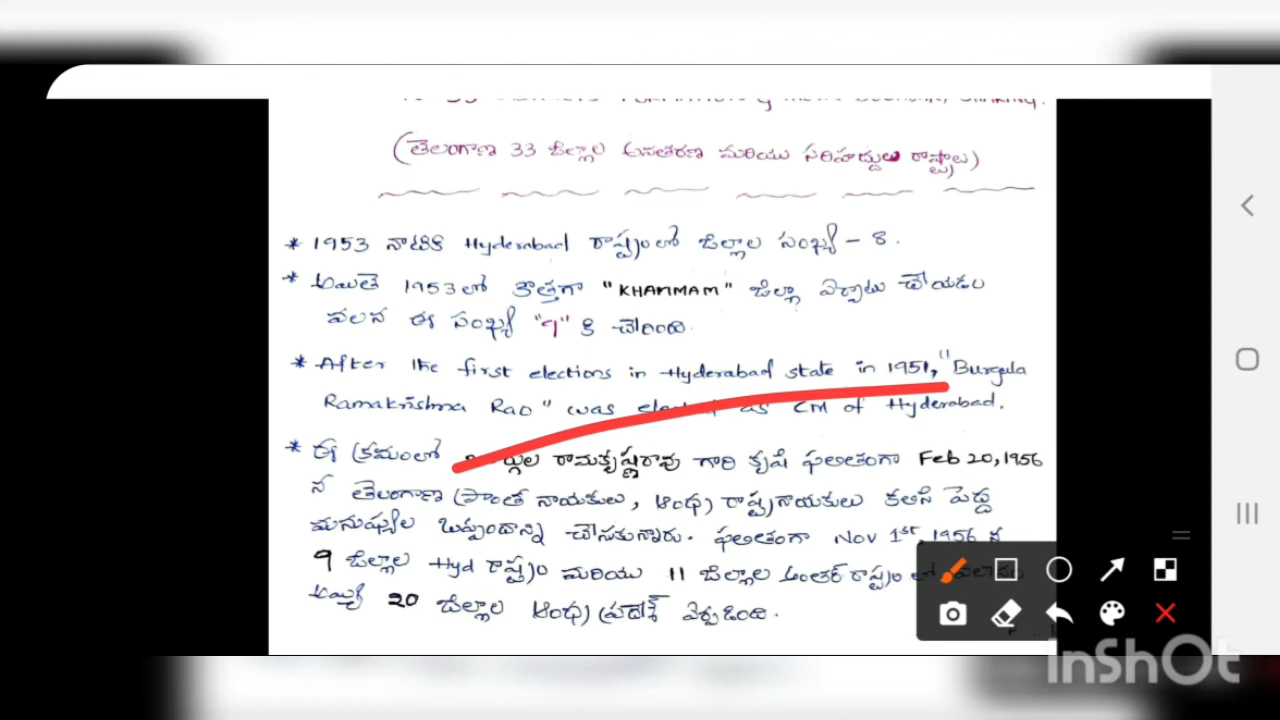 (తెలంగాణ 33 జిల్లాల అవతరణ మరియు సరిహద్దులు రాష్ట్రాలు)
* 1953 నాటికి Hyderabad రాష్ట్రంలో జిల్లాల సంఖ్య - 8.
* అయితే 1953లో కొత్తగా "KHAMMAM" జిల్లా ఏర్పాటు చేయడం
వలన ఈ సంఖ్య "9" కి చేరింది.
* After the first elections in Hyderabad state in 1951, "Burgula
Ramakrishna Rao" was elected as CM of Hyderabad.
* ఈ క్రమంలో రామకృష్ణారావు గారి కృషి ఫలితంగా Feb 20, 1956
న తెలంగాణ ప్రాంత నాయకులు, ఆంధ్ర రాష్ట్ర నాయకులు కలిసి పెద్ద
మనుష్యుల ఒప్పందాన్ని చేసుకున్నారు. ఫలితంగా Nov 1st, 1956 న
9 జిల్లాల Hyd రాష్ట్రం మరియు 11 జిల్లాల రాష్ట్రం లో
20 జిల్లాల ఆంధ్రప్రదేశ్ ఏర్పడింది.
InShOt